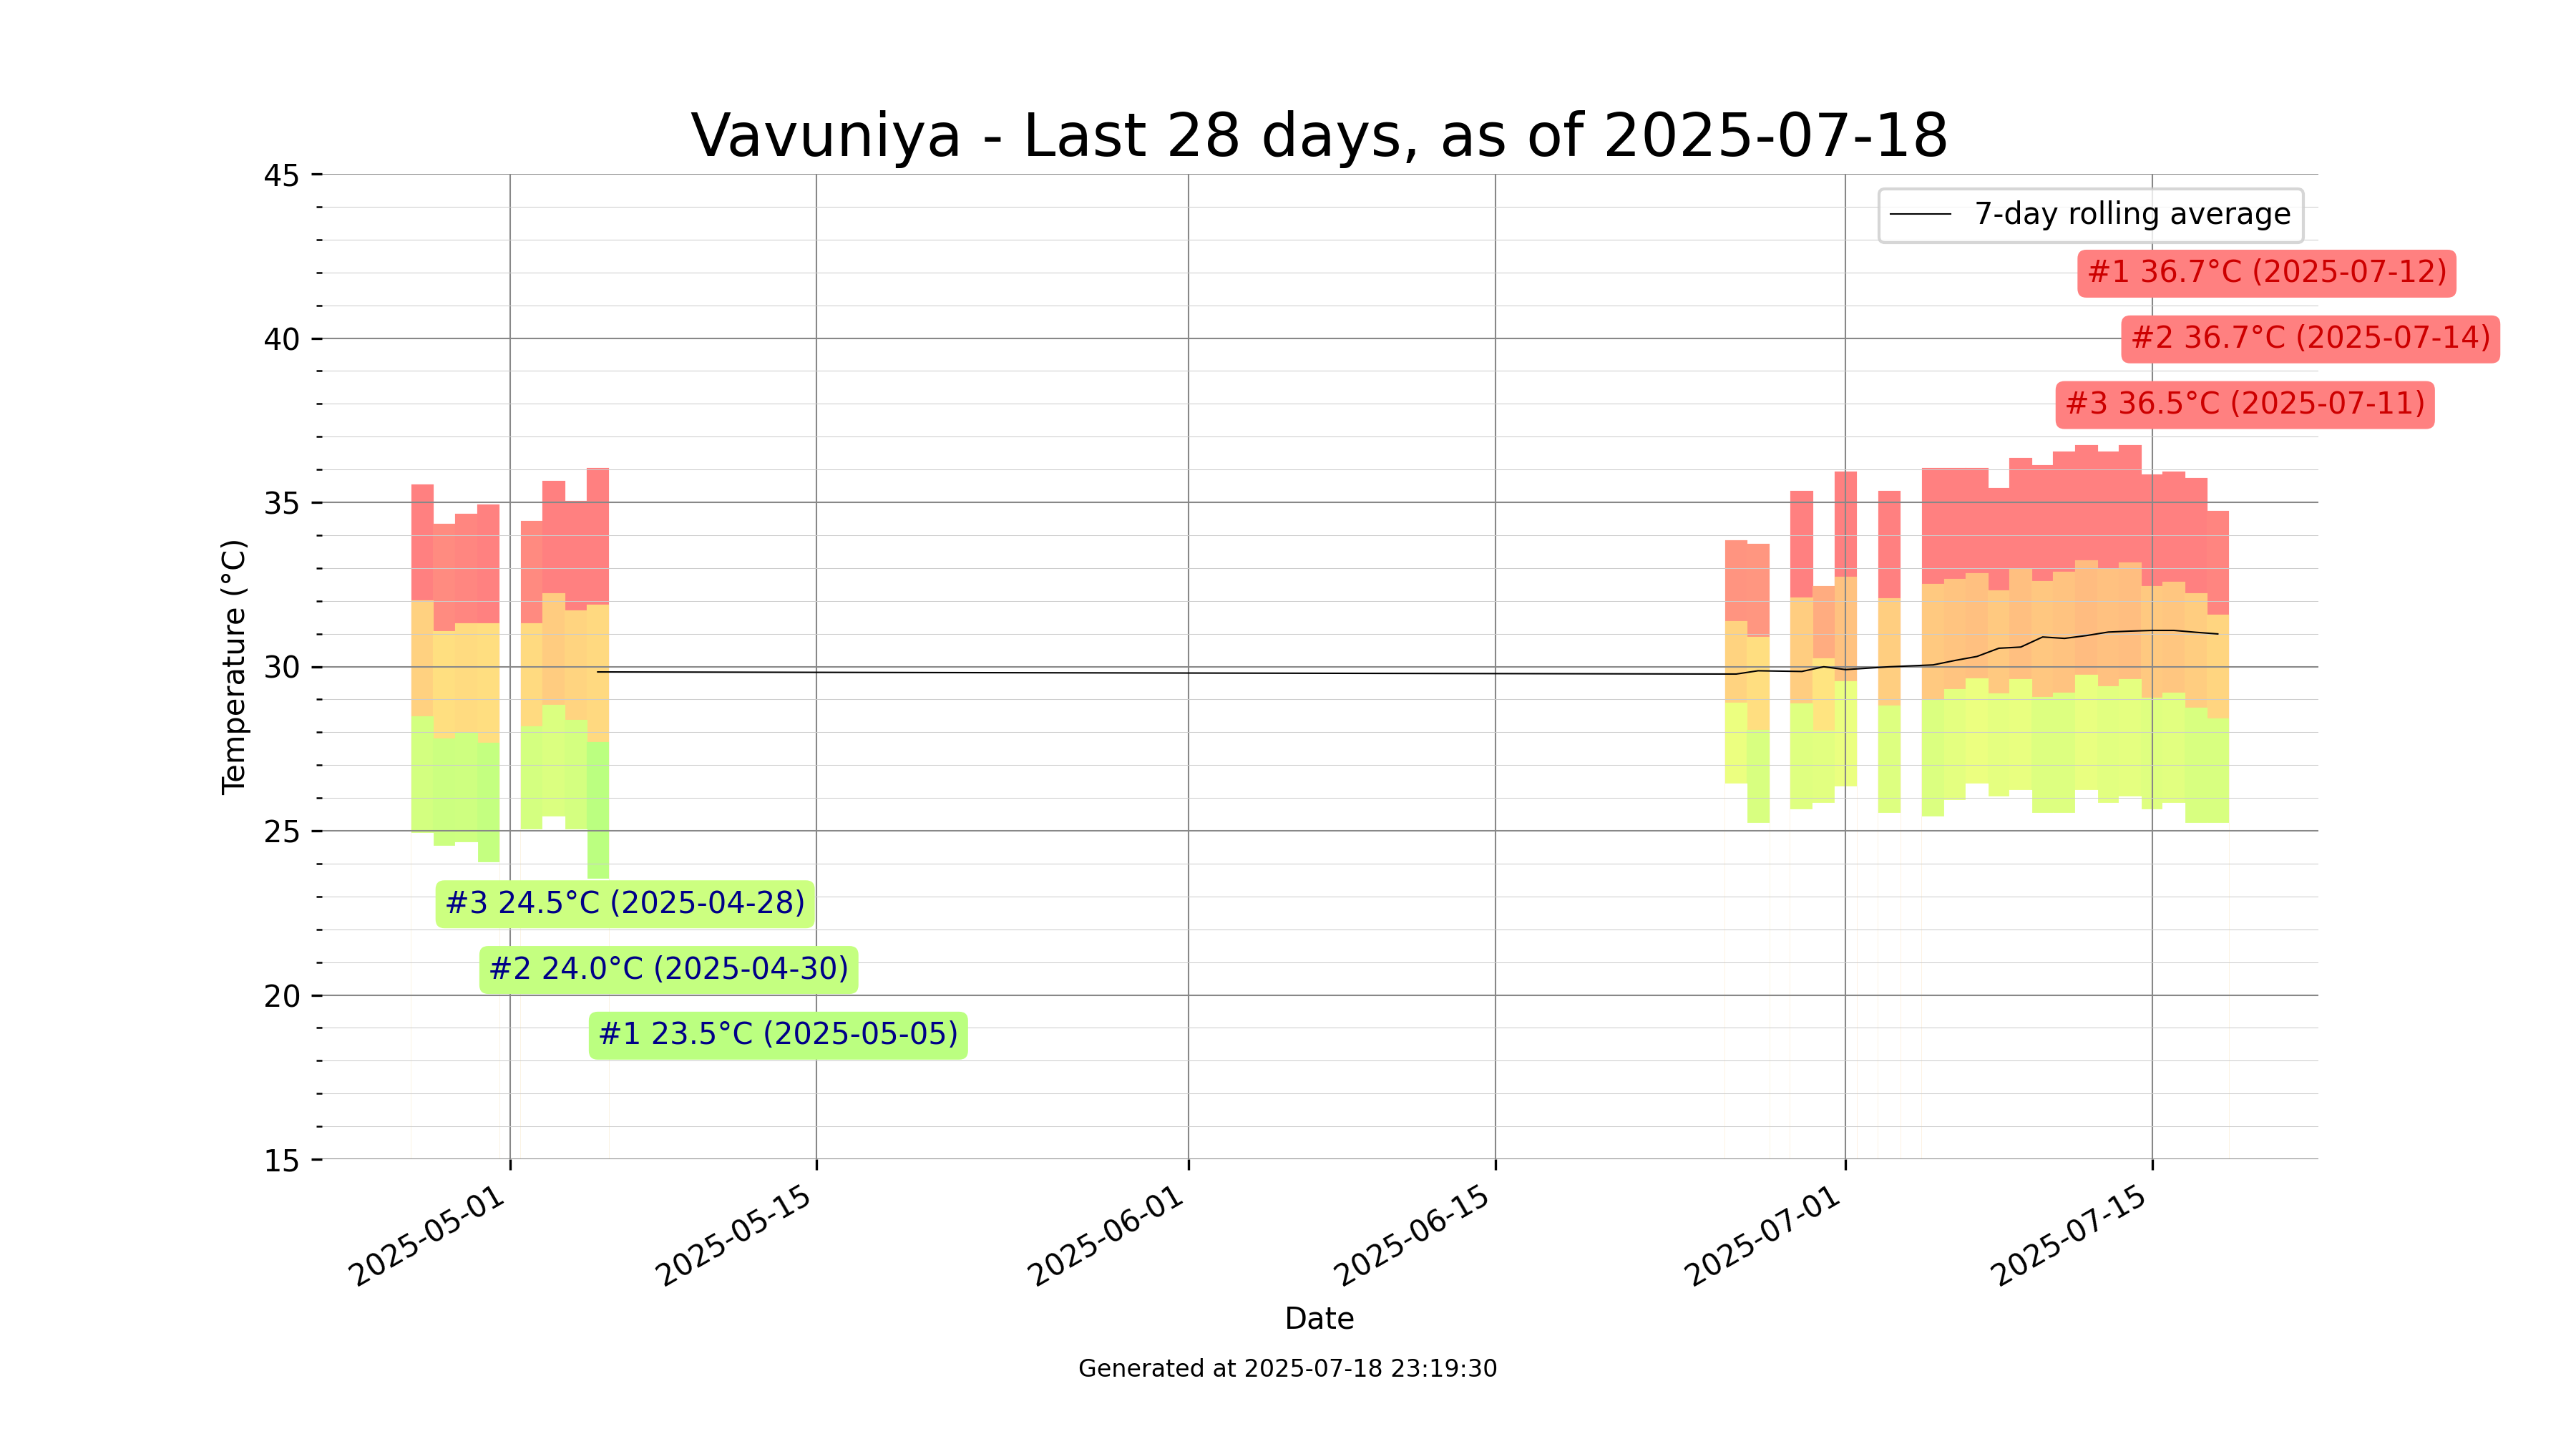 Vavuniya - Last 28 days, as of 2025-07-18
45
40
35
30
25
20
15
Temperature (°C)
7-day rolling average
#1 36.7°C (2025-07-12)
#2 36.7°C (2025-07-14)
#3 36.5°C (2025-07-11)
#3 24.5°C (2025-04-28)
#2 24.0°C (2025-04-30)
#1 23.5°C (2025-05-05)
2025-05-01
2025-05-15
2025-06-01
2025-06-15
2025-07-01
2025-07-15
Date
Generated at 2025-07-18 23:19:30